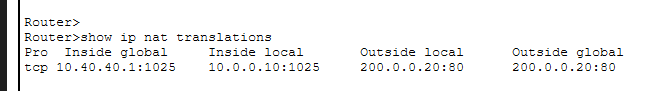 Router>
Router>show ip nat translations
Pro  Inside global     Inside local       Outside local      Outside global
tcp 10.40.40.1:1025    10.0.0.10:1025     200.0.0.20:80      200.0.0.20:80